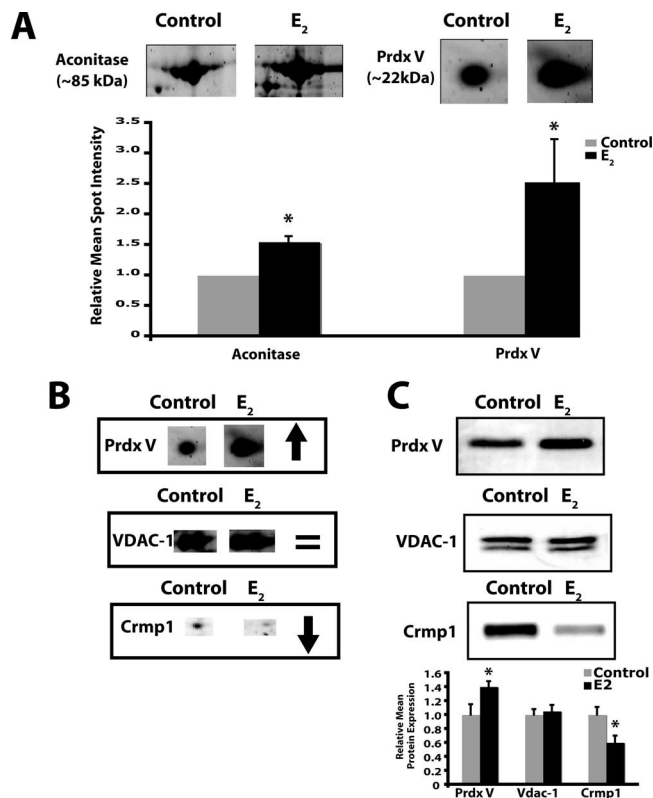 A
Control E2 Control E2
Aconitase
(~85 kDa)
Prdx V
(~22kDa)
Relative Mean Spot Intensity
3.5
3.0
2.5
2.0
1.5
1.0
0.5
0
*
*
Control
E2
Aconitase Prdx V
B
Control E2
Prdx V
Control E2
VDAC-1 =
Control E2
Crmp1
C
Control E2
Prdx V
Control E2
VDAC-1
Control E2
Crmp1
Relative Mean
Protein Expression
1.6
1.4
1.2
1.0
0.8
0.6
0.4
0.2
0
*
*
Control
E2
Prdx V Vdac-1 Crmp1